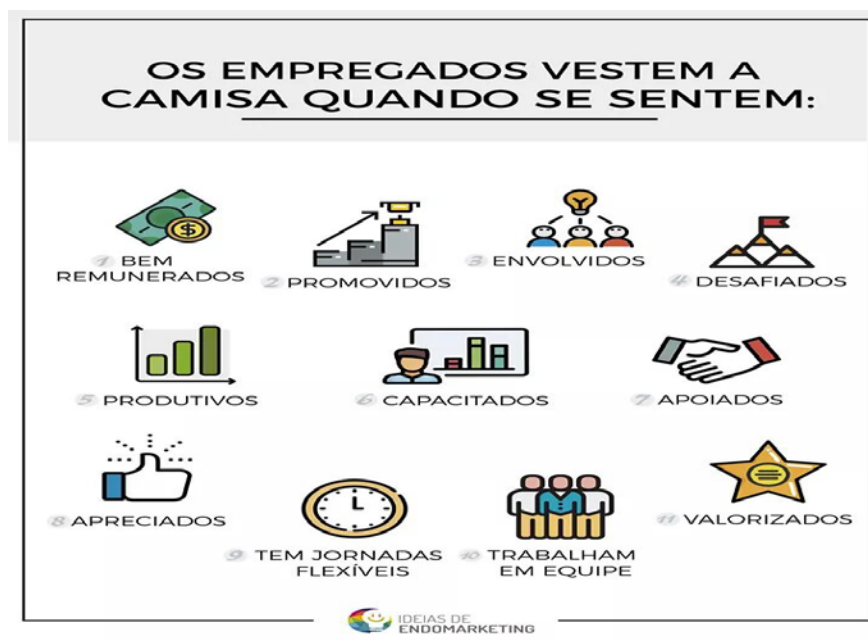 OS EMPREGADOS VESTEM A
CAMISA QUANDO SE SENTEM:
1 BEM
REMUNERADOS
2 PROMOVIDOS
3 ENVOLVIDOS
4 DESAFIADOS
5 PRODUTIVOS
6 CAPACITADOS
7 APOIADOS
8 APRECIADOS
9 TEM JORNADAS
FLEXÍVEIS
10 TRABALHAM
EM EQUIPE
11 VALORIZADOS
IDEIAS DE
ENDOMARKETING